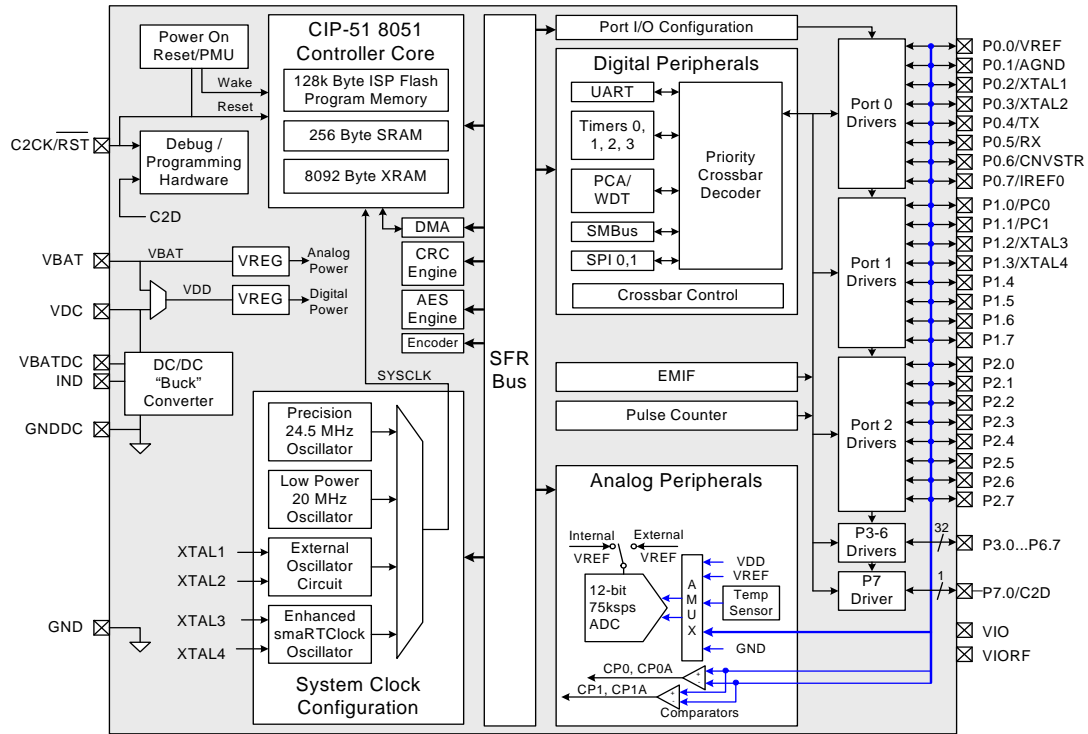 Power On
Reset/PMU
Wake
Reset
C2CK/RST
Debug /
Programming
Hardware
C2D
CIP-51 8051
Controller Core
128k Byte ISP Flash
Program Memory
256 Byte SRAM
8092 Byte XRAM
DMA
CRC
Engine
AES
Engine
Encoder
VBAT
VBAT
VREG
Analog
Power
VDC
VDD
VREG
Digital
Power
VBATDC
IND
DC/DC
“Buck”
Converter
GNDDC
GND
SYSCLK
Precision
24.5 MHz
Oscillator
Low Power
20 MHz
Oscillator
XTAL1
XTAL2
External
Oscillator
Circuit
XTAL3
XTAL4
Enhanced
smaRTClock
Oscillator
System Clock
Configuration
SFR
Bus
Port I/O Configuration
Digital Peripherals
UART
Timers 0,
1, 2, 3
PCA/
WDT
SMBus
SPI 0,1
Priority
Crossbar
Decoder
Crossbar Control
EMIF
Pulse Counter
Analog Peripherals
Internal
VREF
External
VREF
12-bit
75ksps
ADC
A
M
U
X
VDD
VREF
Temp
Sensor
GND
CP0, CP0A
+
-
CP1, CP1A
+
-
Comparators
Port 0
Drivers
Port 1
Drivers
Port 2
Drivers
P3-6
Drivers
P7
Driver
32
1
P0.0/VREF
P0.1/AGND
P0.2/XTAL1
P0.3/XTAL2
P0.4/TX
P0.5/RX
P0.6/CNVSTR
P0.7/IREF0
P1.0/PC0
P1.1/PC1
P1.2/XTAL3
P1.3/XTAL4
P1.4
P1.5
P1.6
P1.7
P2.0
P2.1
P2.2
P2.3
P2.4
P2.5
P2.6
P2.7
P3.0...P6.7
P7.0/C2D
VIO
VIORF